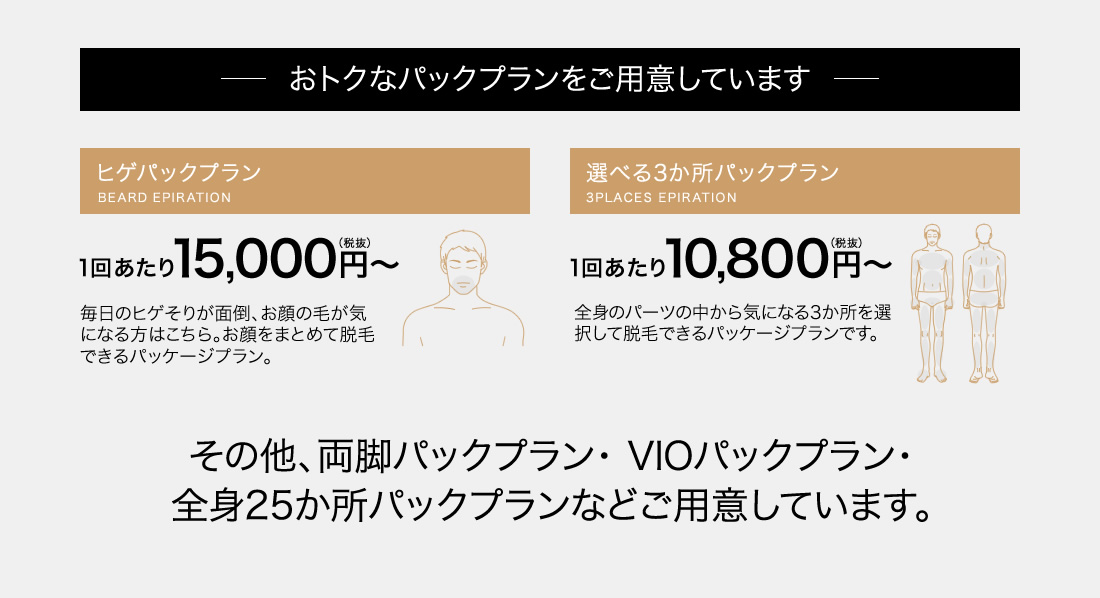 おトクなパックプランをご用意しています
ヒゲパックプラン
BEARD EPIRATION
1回あたり15,000円(税抜)〜
毎日のヒゲそりが面倒、お顔の毛が気
になる方はこちら。お顔をまとめて脱毛
できるパッケージプラン。
選べる3か所パックプラン
3PLACES EPIRATION
1回あたり10,800円(税抜)〜
全身のパーツの中から気になる3か所を選
択して脱毛できるパッケージプランです。
その他、両脚パックプラン・ VIOパックプラン・
全身25か所パックプランなどご用意しています。